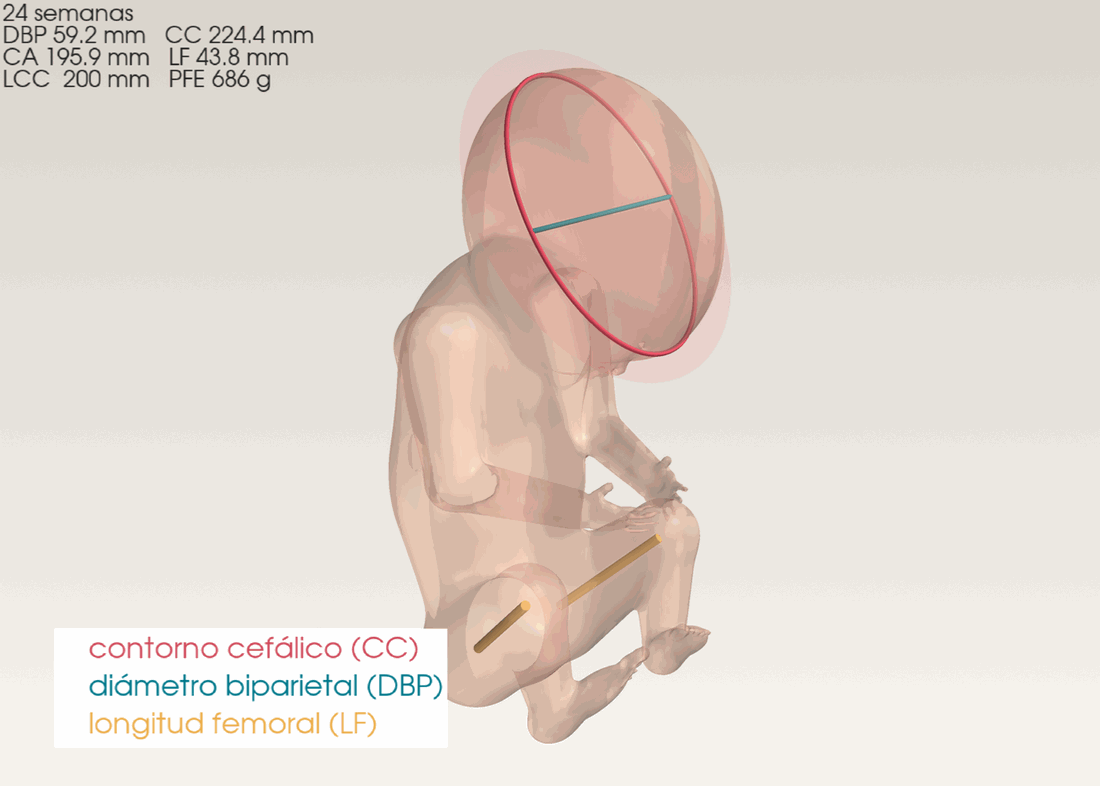 24 semanas
DBP 59.2 mm CC 224.4 mm
CA 195.9 mm LF 43.8 mm
LCC 200 mm PFE 686 g
contorno cefálico (CC)
diámetro biparietal (DBP)
longitud femoral (LF)